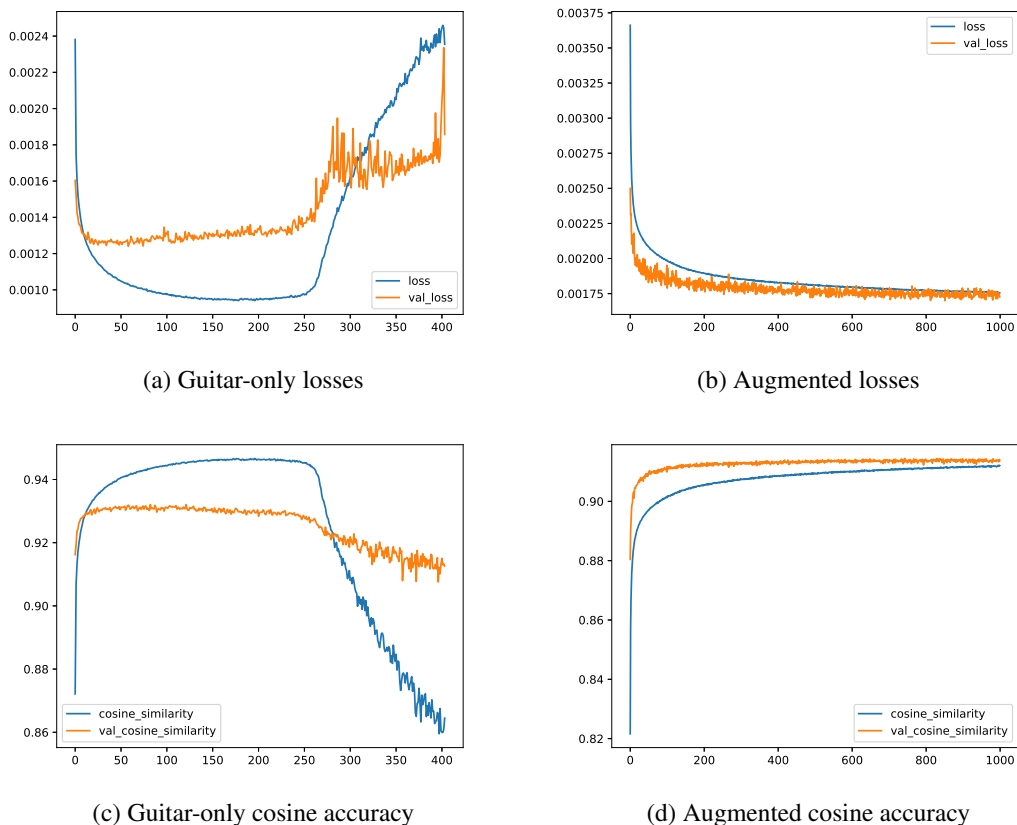 0.0024
0.0022
0.0020
0.0018
0.0016
0.0014
0.0012
0.0010
loss
val_loss
0 50 100 150 200 250 300 350 400
(a) Guitar-only losses
0.00375
0.00350
0.00325
0.00300
0.00275
0.00250
0.00225
0.00200
0.00175
loss
val_loss
0 200 400 600 800 1000
(b) Augmented losses
0.94
0.92
0.90
0.88
0.86
cosine_similarity
val_cosine_similarity
0 50 100 150 200 250 300 350 400
(c) Guitar-only cosine accuracy
0.90
0.88
0.86
0.84
0.82
cosine_similarity
val_cosine_similarity
0 200 400 600 800 1000
(d) Augmented cosine accuracy